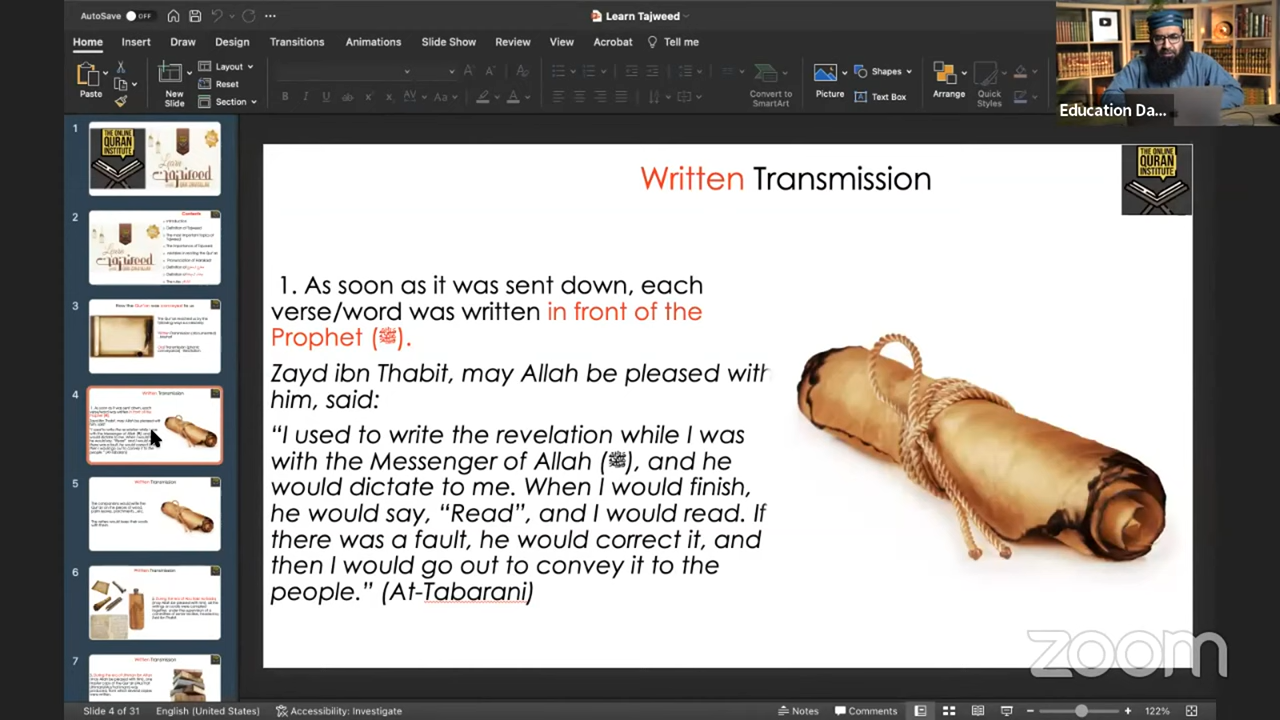 AutoSave OFF
Learn Tajweed
Home Insert Draw Design Transitions Animations Slide Show Review View Acrobat Tell me
Paste
New Slide
Layout
Reset
Section
Convert to SmartArt
Picture
Shapes
Text Box
Arrange
Quick Styles
Education Da...
1
2
3
4
5
6
7
THE ONLINE
QURAN
INSTITUTE
Written Transmission
1. As soon as it was sent down, each
verse/word was written in front of the
Prophet (ﷺ).
Zayd ibn Thabit, may Allah be pleased with
him, said:
“I used to write the revelation while I was
with the Messenger of Allah (ﷺ), and he
would dictate to me. When I would finish,
he would say, “Read”, and I would read. If
there was a fault, he would correct it, and
then I would go out to convey it to the
people.” (At-Tabarani)
zoom
Slide 4 of 31 English (United States) Accessibility: Investigate Notes Comments 122%